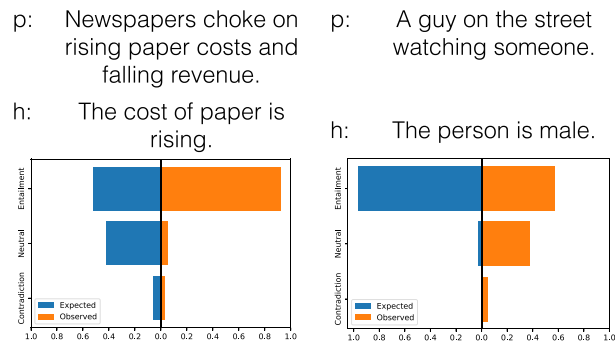 p: Newspapers choke on
rising paper costs and
falling revenue.
h: The cost of paper is
rising.
Entailment
Neutral
Contradiction
Expected
Observed
1.0 0.8 0.6 0.4 0.2 0.0 0.2 0.4 0.6 0.8 1.0
p: A guy on the street
watching someone.
h: The person is male.
Entailment
Neutral
Contradiction
Expected
Observed
1.0 0.8 0.6 0.4 0.2 0.0 0.2 0.4 0.6 0.8 1.0